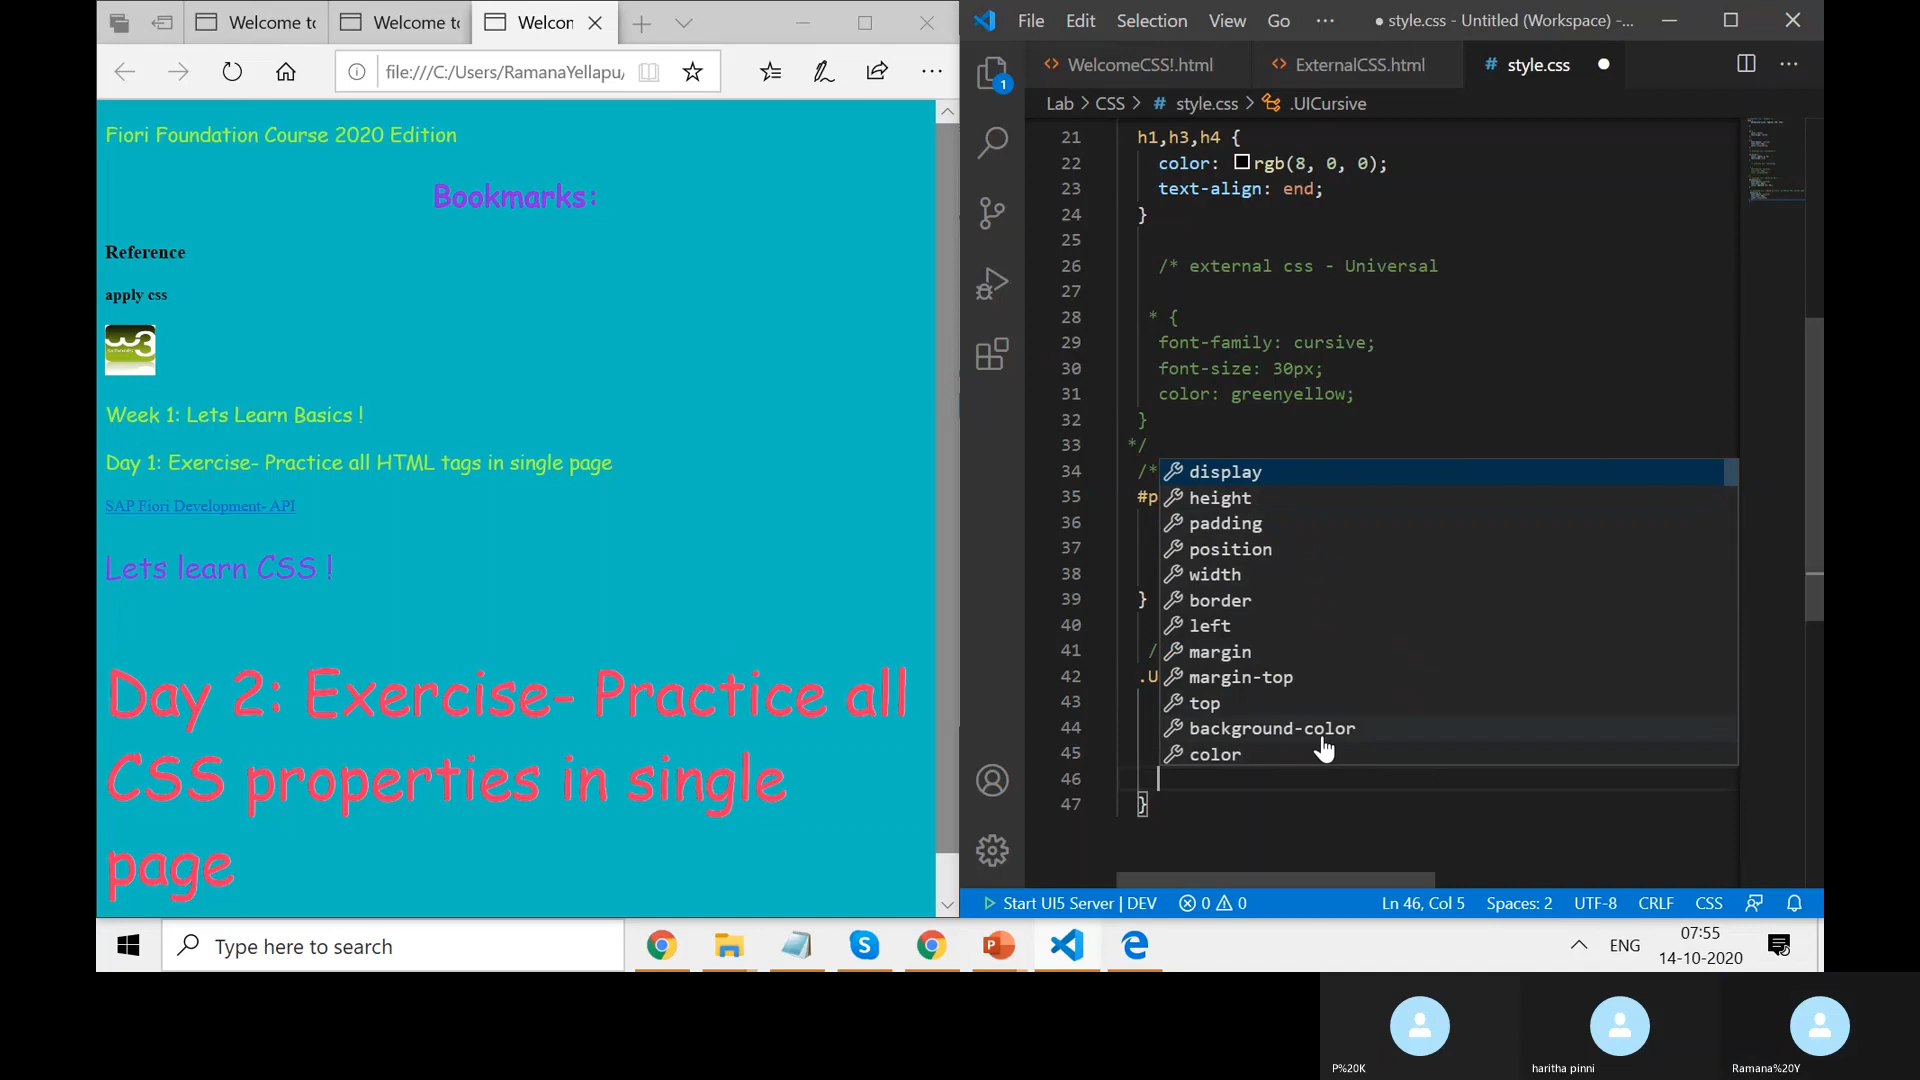 Welcome to
Welcome to
Welcom
file:///C:/Users/RamanaYellapu/
Fiori Foundation Course 2020 Edition
Bookmarks:
Reference
apply css
w3
Week 1: Lets Learn Basics !
Day 1: Exercise- Practice all HTML tags in single page
SAP Fiori Development- API
Lets learn CSS !
Day 2: Exercise- Practice all
CSS properties in single
page
File Edit Selection View Go ··· ● style.css - Untitled (Workspace) -...
1
WelcomeCSS!.html ExternalCSS.html # style.css ●
Lab > CSS > # style.css > .UICursive
21 h1,h3,h4 {
22 color: rgb(8, 0, 0);
23 text-align: end;
24 }
25
26 /* external css - Universal
27
28 * {
29 font-family: cursive;
30 font-size: 30px;
31 color: greenyellow;
32 }
33 */
34 /*
35 #p
36
37
38
39 }
40
41 /
42 .U
43
44
45
46
47 }
display
height
padding
position
width
border
left
margin
margin-top
top
background-color
color
Start UI5 Server | DEV 0 0 Ln 46, Col 5 Spaces: 2 UTF-8 CRLF CSS
Type here to search
ENG
07:55
14-10-2020
P%20K
haritha pinni
Ramana%20Y